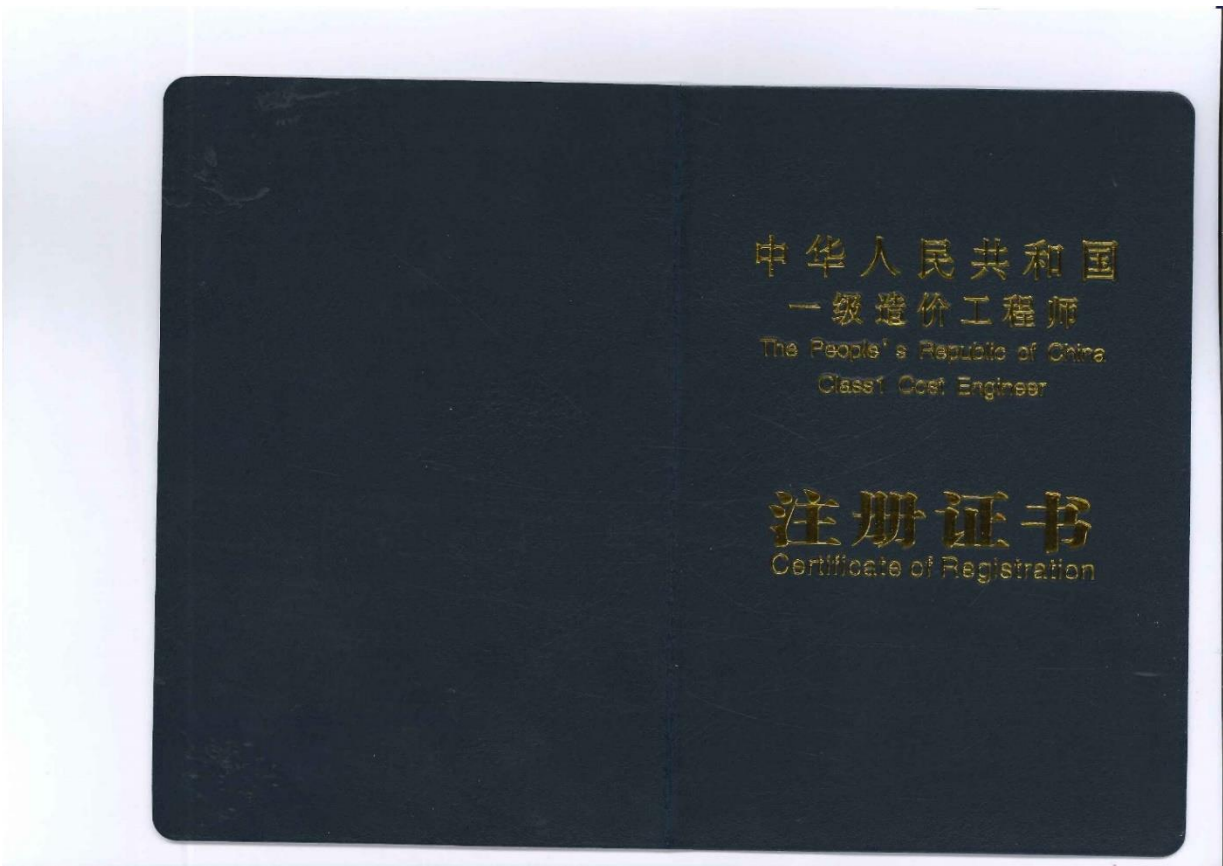 中华人民共和国
一级造价工程师
The People's Republic of China
Class1 Cost Engineer
注册证书
Certificate of Registration